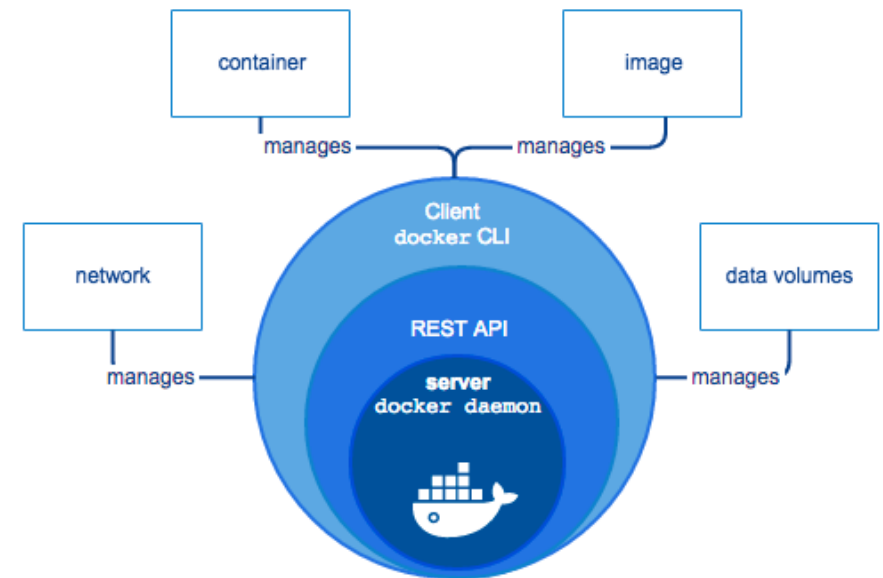 container
image
manages
manages
Client
docker CLI
network
data volumes
REST API
manages
server
manages
docker daemon